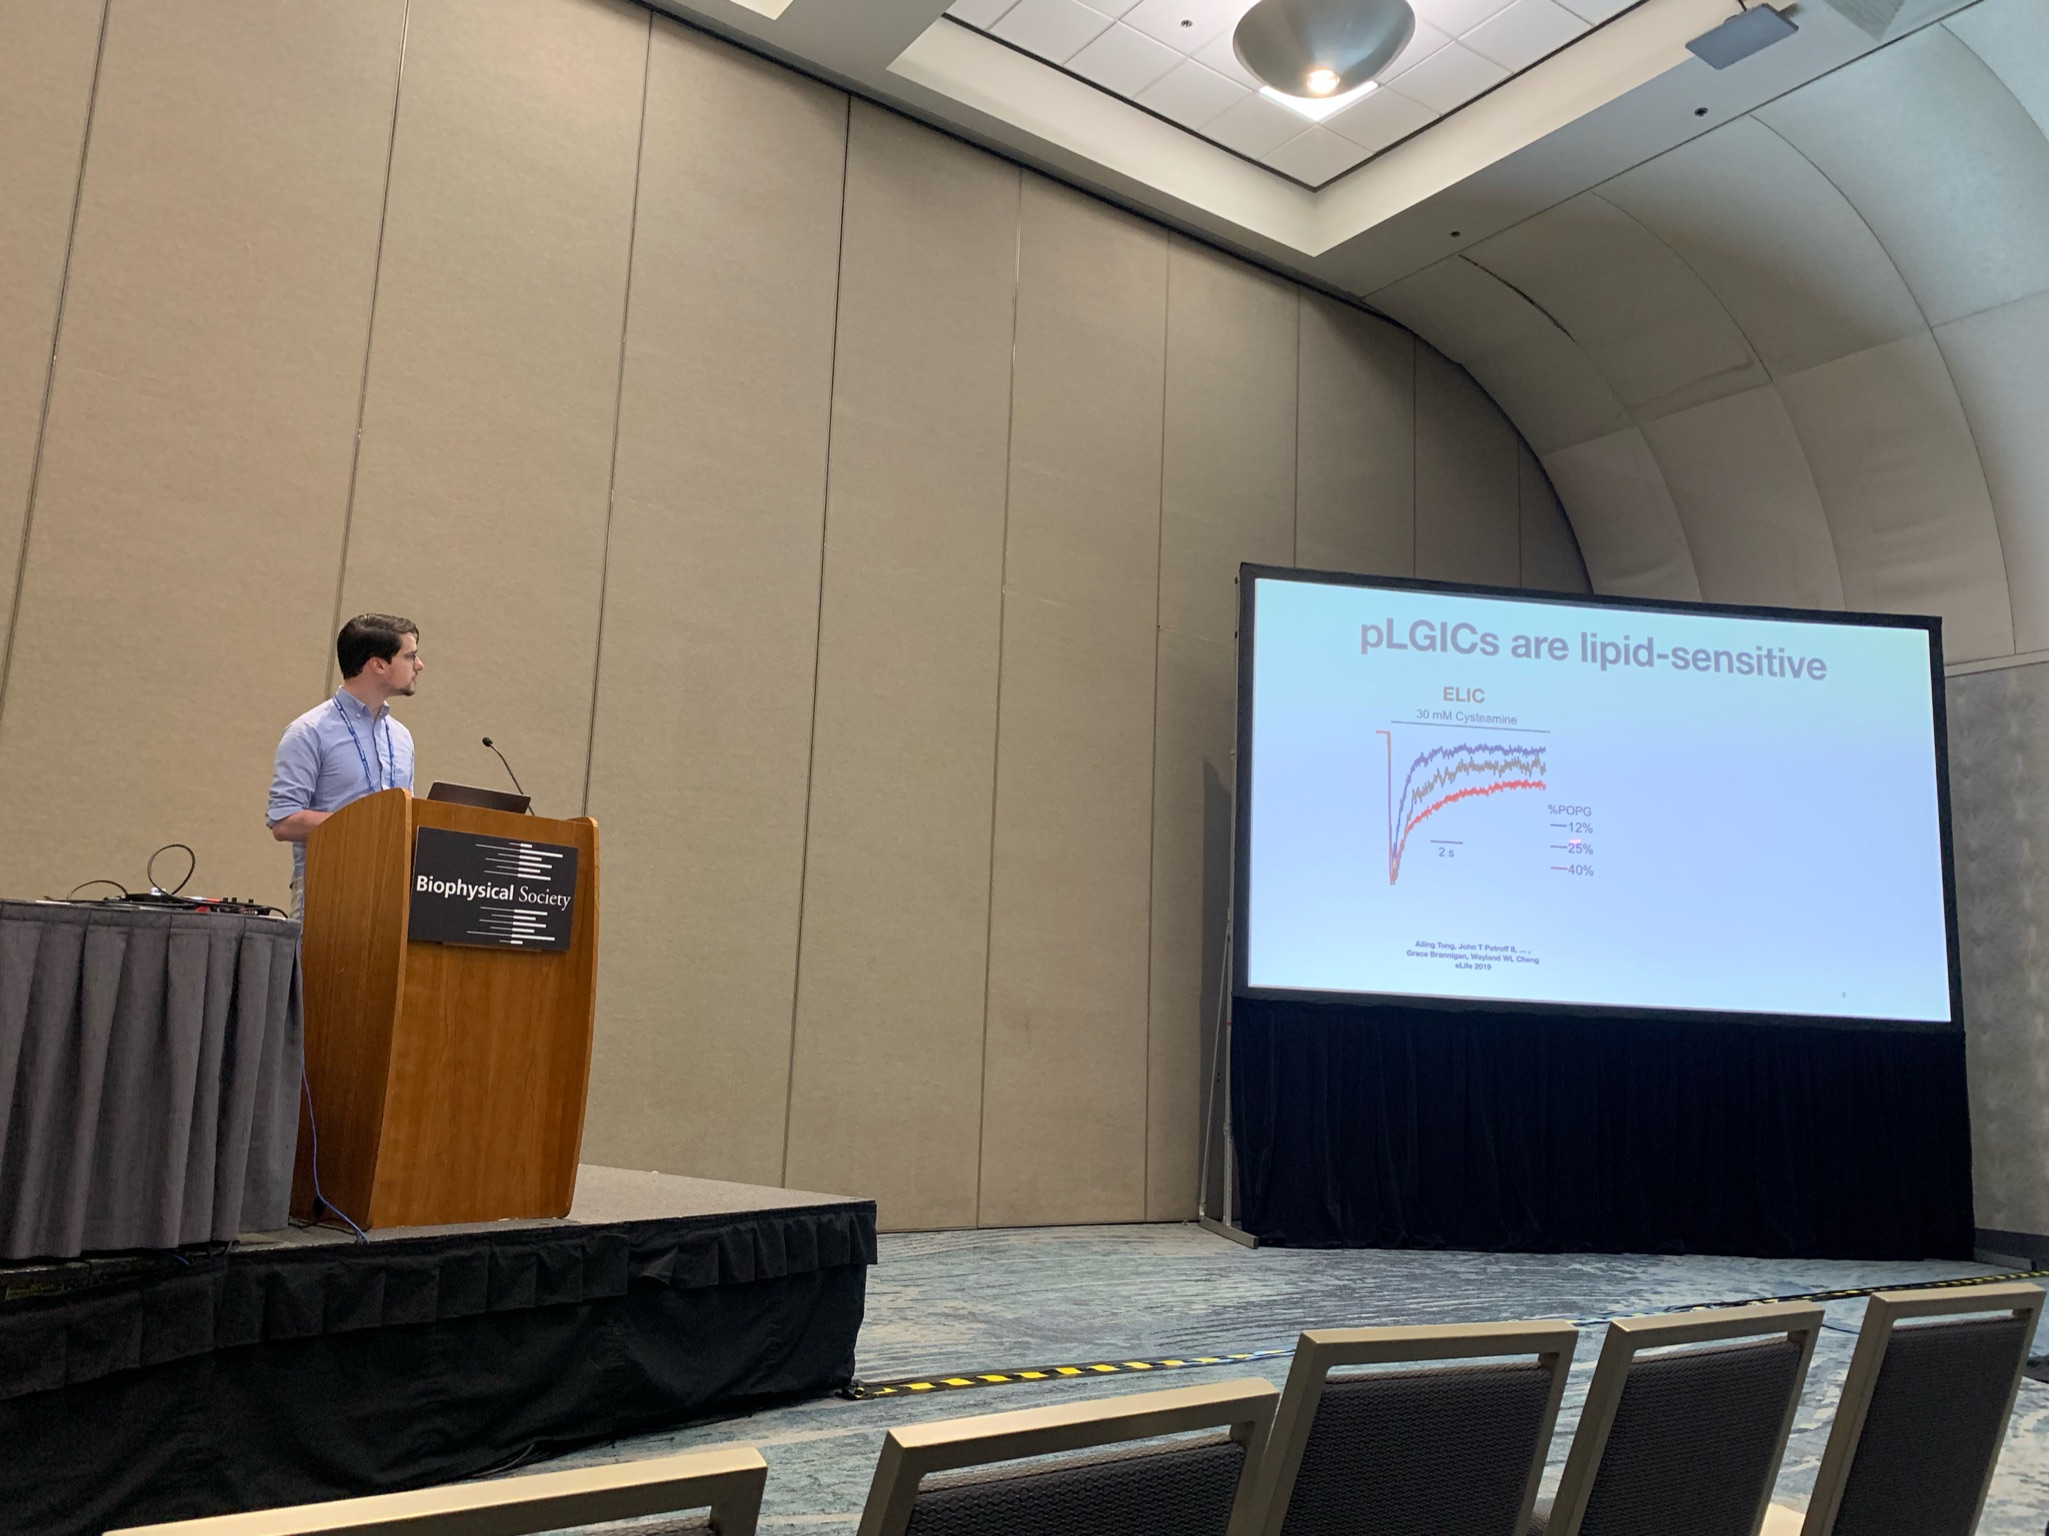 pLGICs are lipid-sensitive
ELIC
30 mM Cysteamine
%POPG
12%
25%
40%
2 s
Ailing Tong, John T Petroff II, ... ,
Grace Brannigan, Wayland WL Cheng
eLife 2019
3
Biophysical Society